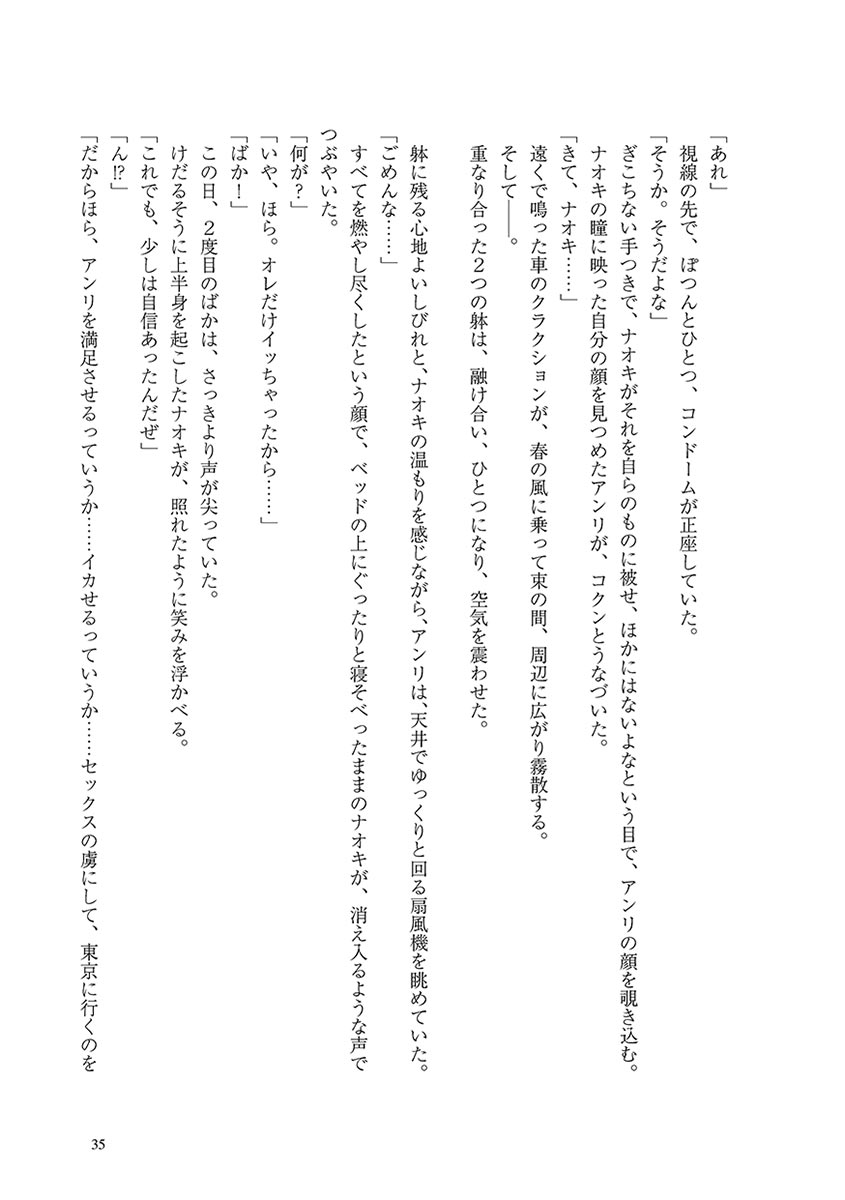 「あれ」
視線の先で、ぽつんとひとつ、コンドームが正座していた。
「そうか。そうだよな」
ぎこちない手つきで、ナオキがそれを自らのものに被せ、ほかにはないよなという目で、アンリの顔を覗き込む。
ナオキの瞳に映った自分の顔を見つめたアンリが、コクンとうなづいた。
「きて、ナオキ……」
遠くで鳴った車のクラクションが、春の風に乗って束の間、周辺に広がり霧散する。
そして――。
重なり合った２つの躰は、融け合い、ひとつになり、空気を震わせた。
躰に残る心地よいしびれと、ナオキの温もりを感じながら、アンリは、天井でゆっくりと回る扇風機を眺めていた。
「ごめんな……」
すべてを燃やし尽くしたという顔で、ベッドの上にぐったりと寝そべったままのナオキが、消え入るような声で
つぶやいた。
「何が？」
「いや、ほら。オレだけイッちゃったから……」
「ばか！」
この日、２度目のばかは、さっきより声が尖っていた。
けだるそうに上半身を起こしたナオキが、照れたように笑みを浮かべる。
「これでも、少しは自信あったんだぜ」
「ん!?」
「だからほら、アンリを満足させるっていうか……イカせるっていうか……セックスの虜にして、東京に行くのを
35